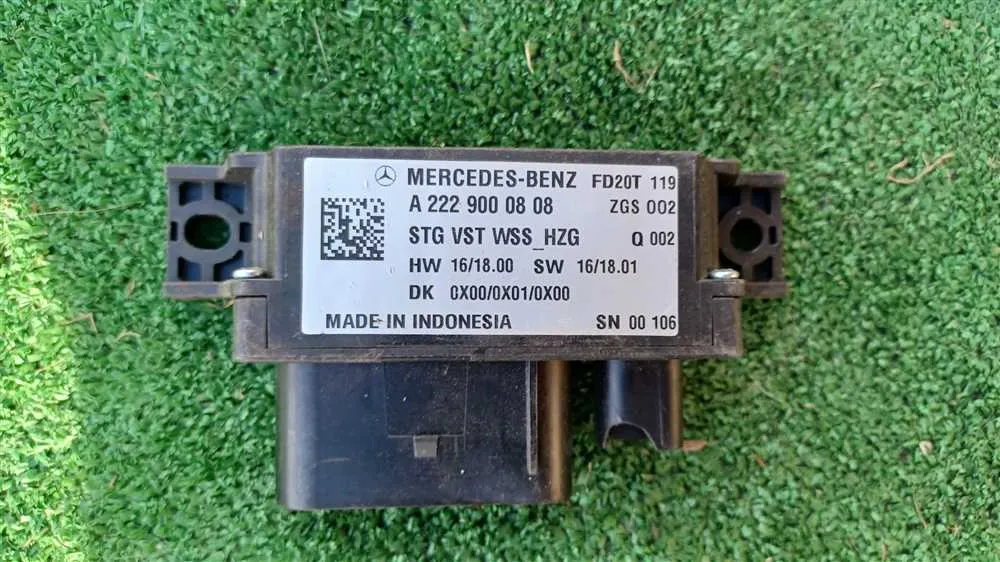 MERCEDES-BENZ FD20T 119
A 222 900 08 08 ZGS 002
STG VST WSS_HZG Q 002
HW 16/18.00 SW 16/18.01
DK 0X00/0X01/0X00
MADE IN INDONESIA SN 00 106